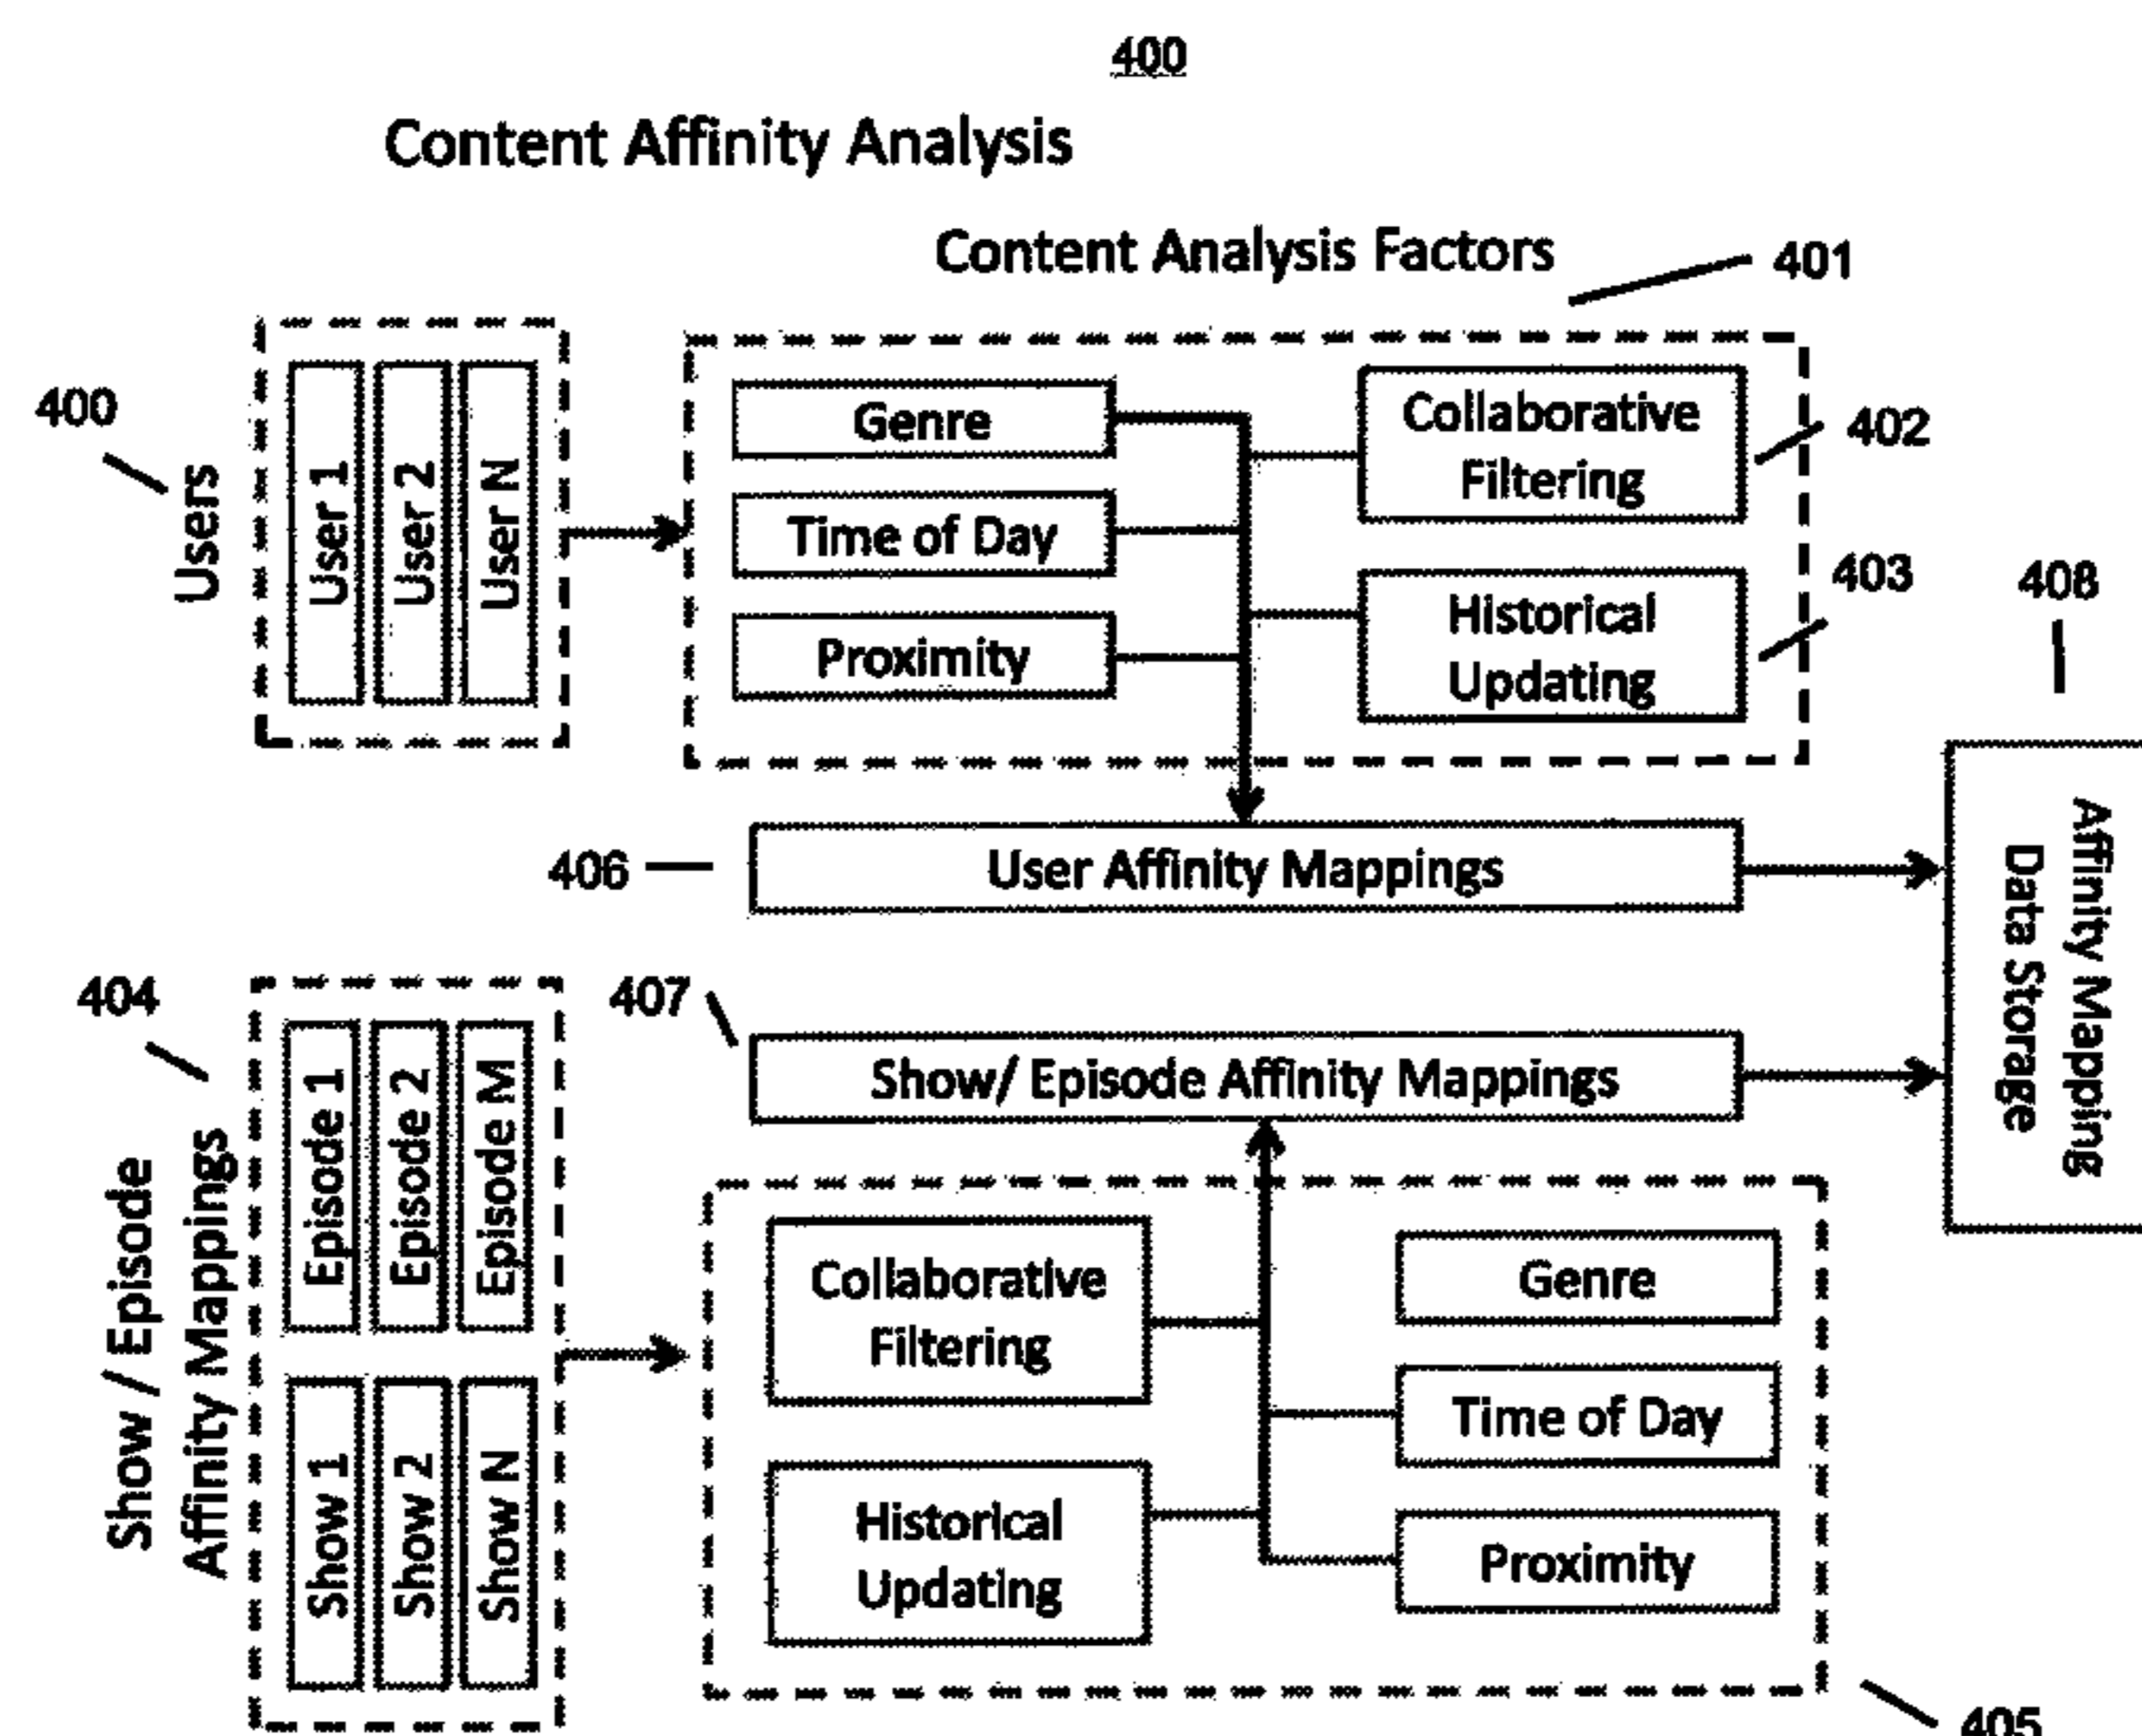 400
Content Affinity Analysis
Content Analysis Factors
401
400
Users
User 1
User 2
User N
Genre
Time of Day
Proximity
Collaborative
Filtering
402
Historical
Updating
403
408
406
User Affinity Mappings
Affinity Mapping
Data Storage
404
407
Show/ Episode Affinity Mappings
Show / Episode
Affinity Mappings
Episode 1
Episode 2
Episode M
Show 1
Show 2
Show N
Collaborative
Filtering
Historical
Updating
Genre
Time of Day
Proximity
405